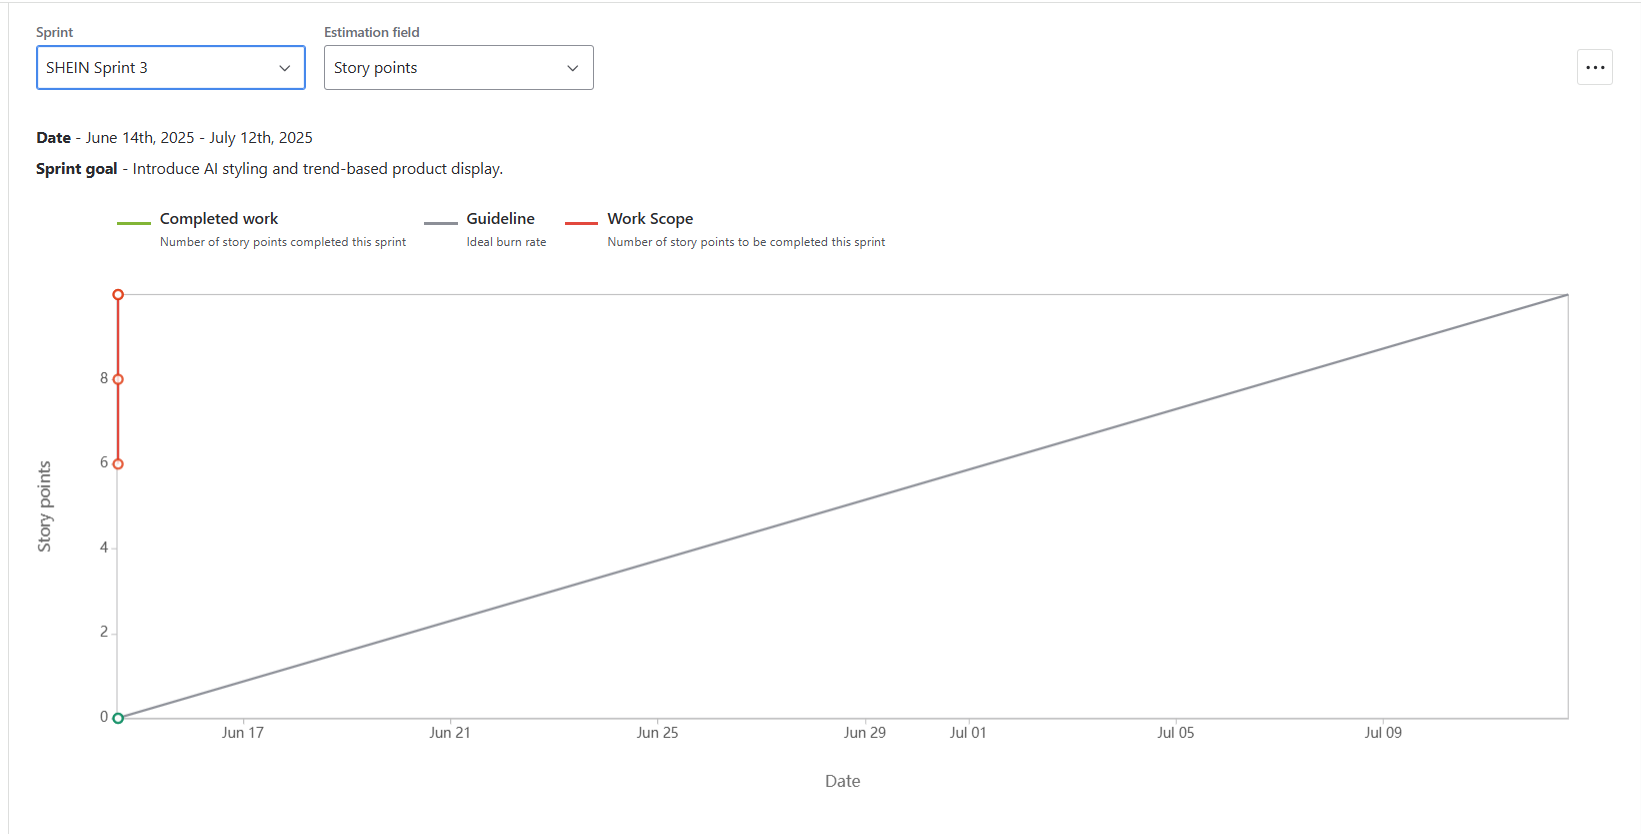 Sprint
Estimation field
SHEIN Sprint 3
Story points
Date - June 14th, 2025 - July 12th, 2025
Sprint goal - Introduce AI styling and trend-based product display.
Completed work
Number of story points completed this sprint
Guideline
Ideal burn rate
Work Scope
Number of story points to be completed this sprint
8
6
4
2
0
Story points
Jun 17
Jun 21
Jun 25
Jun 29
Jul 01
Jul 05
Jul 09
Date